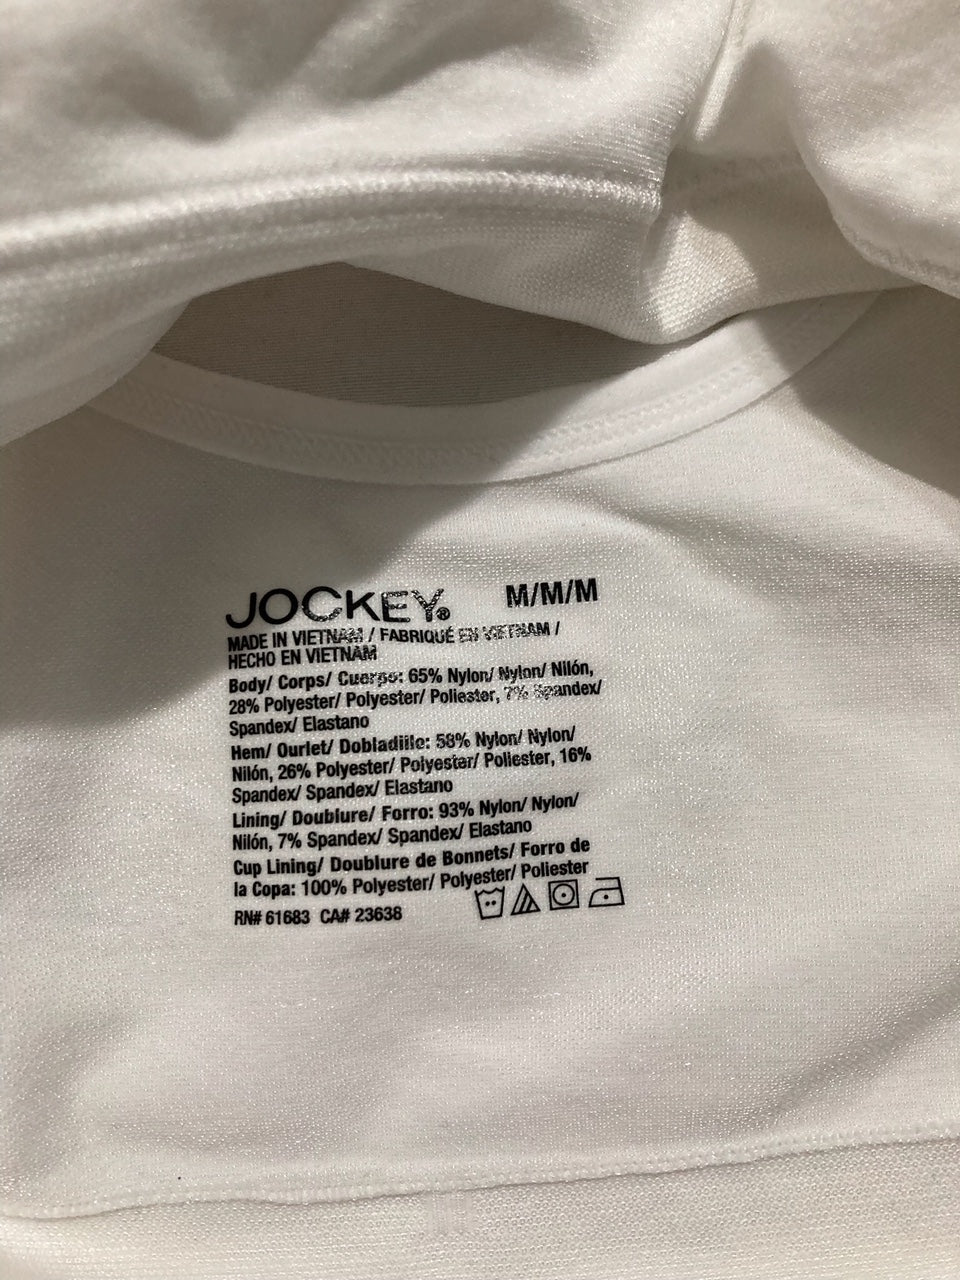 JOCKEY® M/M/M
MADE IN VIETNAM / FABRIQUÉ EN VIETNAM /
HECHO EN VIETNAM
Body/ Corps/ Cuerpo: 65% Nylon/ Nylon/ Nilón,
28% Polyester/ Polyester/ Poliester, 7% Spandex/
Spandex/ Elastano
Hem/ Ourlet/ Dobladillo: 58% Nylon/ Nylon/
Nilón, 26% Polyester/ Polyester/ Poliester, 16%
Spandex/ Spandex/ Elastano
Lining/ Doublure/ Forro: 93% Nylon/ Nylon/
Nilón, 7% Spandex/ Spandex/ Elastano
Cup Lining/ Doublure de Bonnets/ Forro de
la Copa: 100% Polyester/ Polyester/ Poliester
RN# 61683 CA# 23638